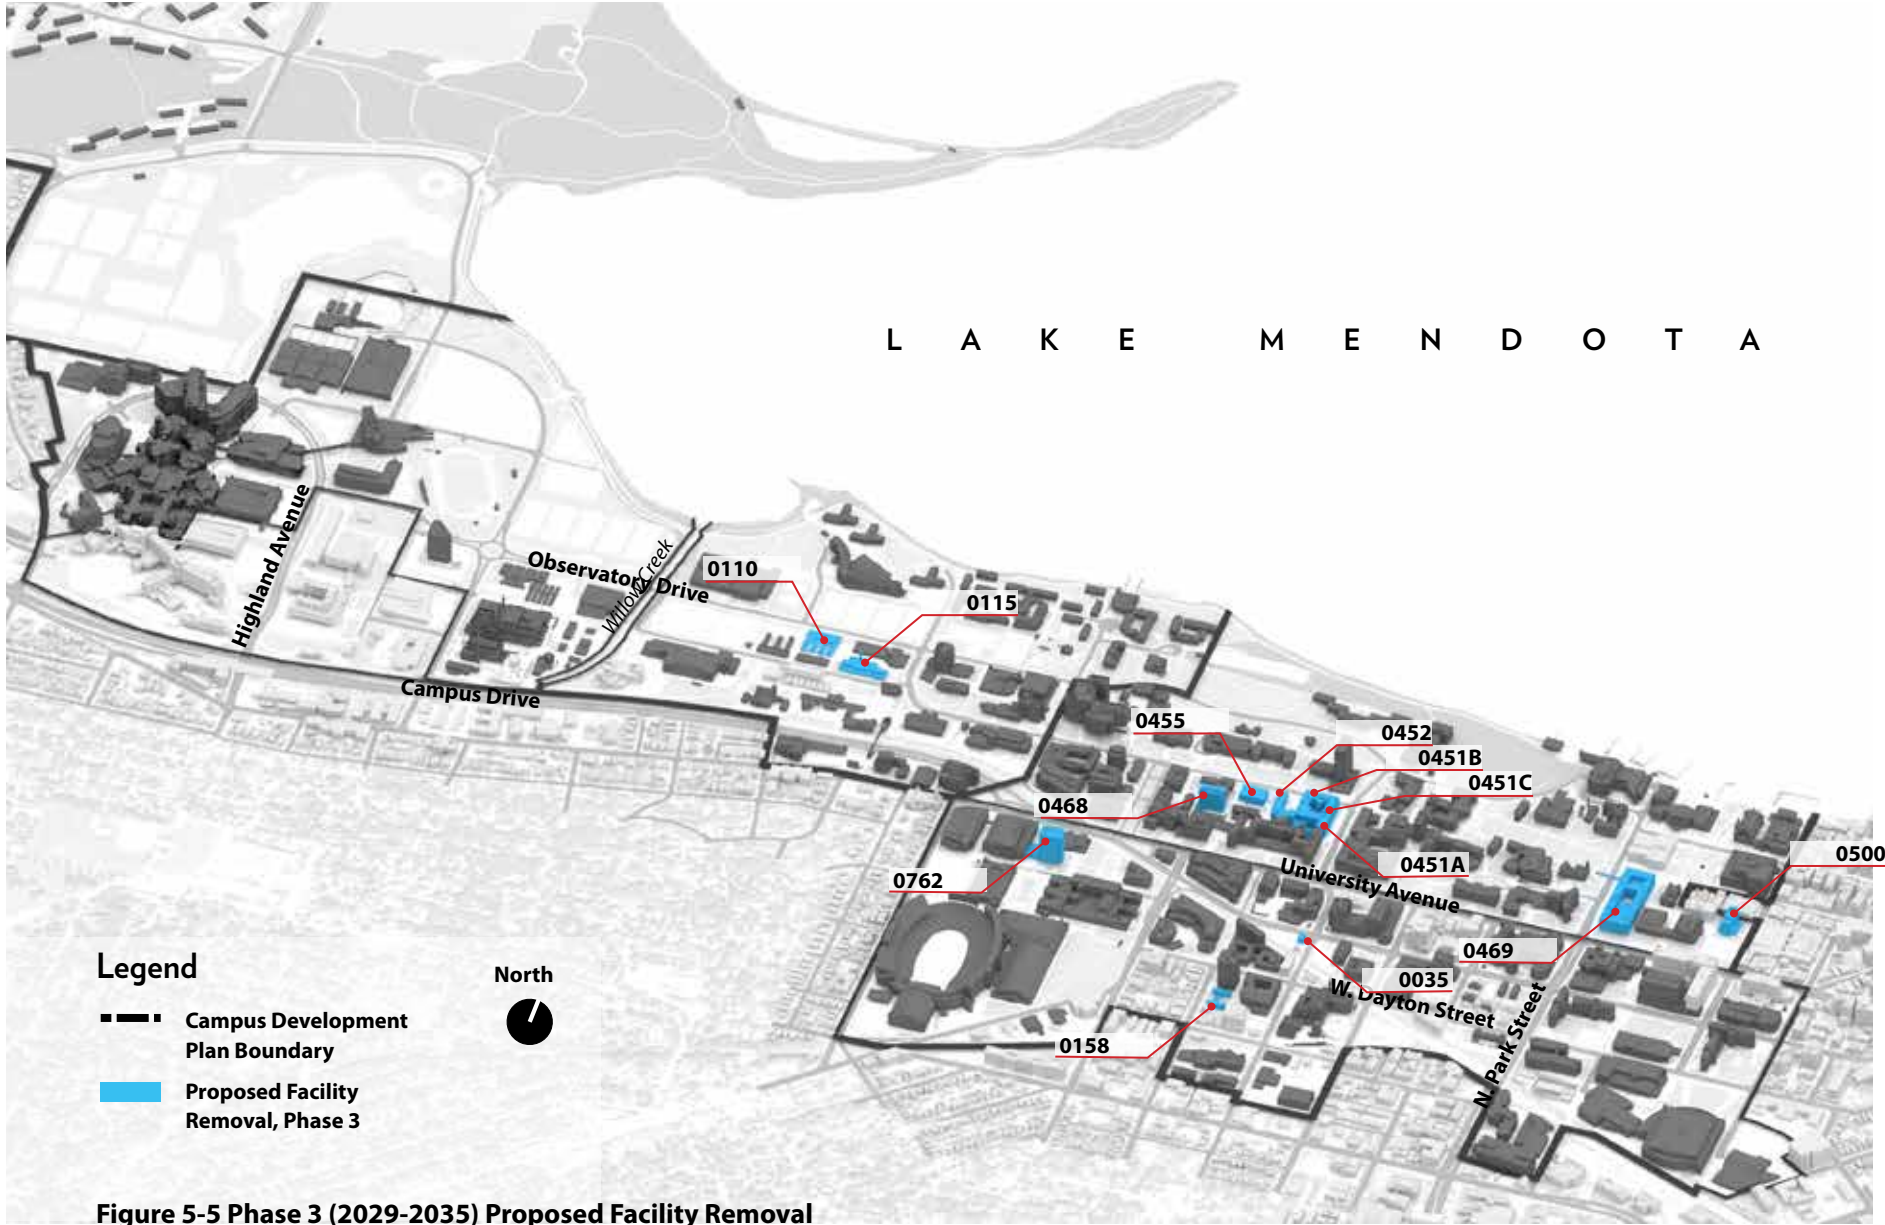 L A K E M E N D O T A
Highland Avenue
Observatory Drive
Willow Creek
0110
0115
Campus Drive
0455
0452
0451B
0451C
0468
0451A
0500
0762
University Avenue
0469
0035
W. Dayton Street
0158
N. Park Street
Legend
North
Campus Development
Plan Boundary
Proposed Facility
Removal, Phase 3
Figure 5-5 Phase 3 (2029-2035) Proposed Facility Removal